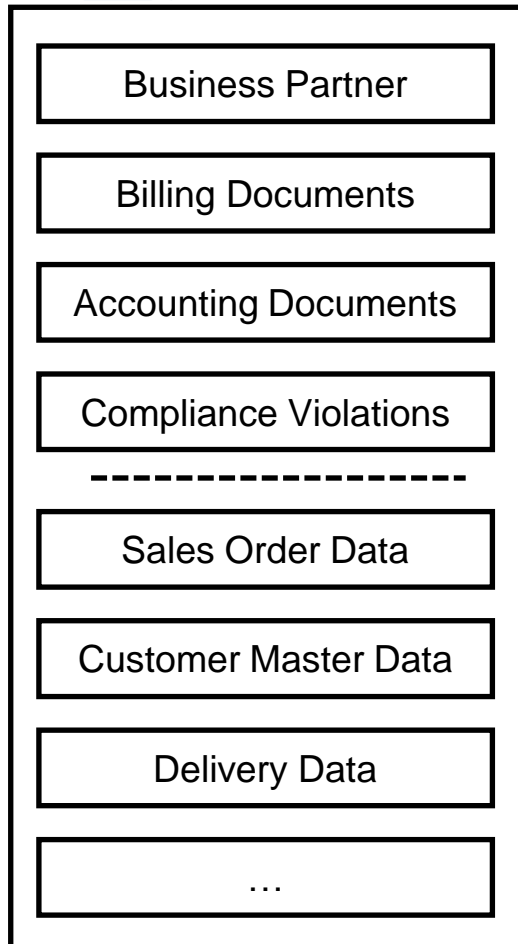 Business Partner
Billing Documents
Accounting Documents
Compliance Violations
Sales Order Data
Customer Master Data
Delivery Data
…